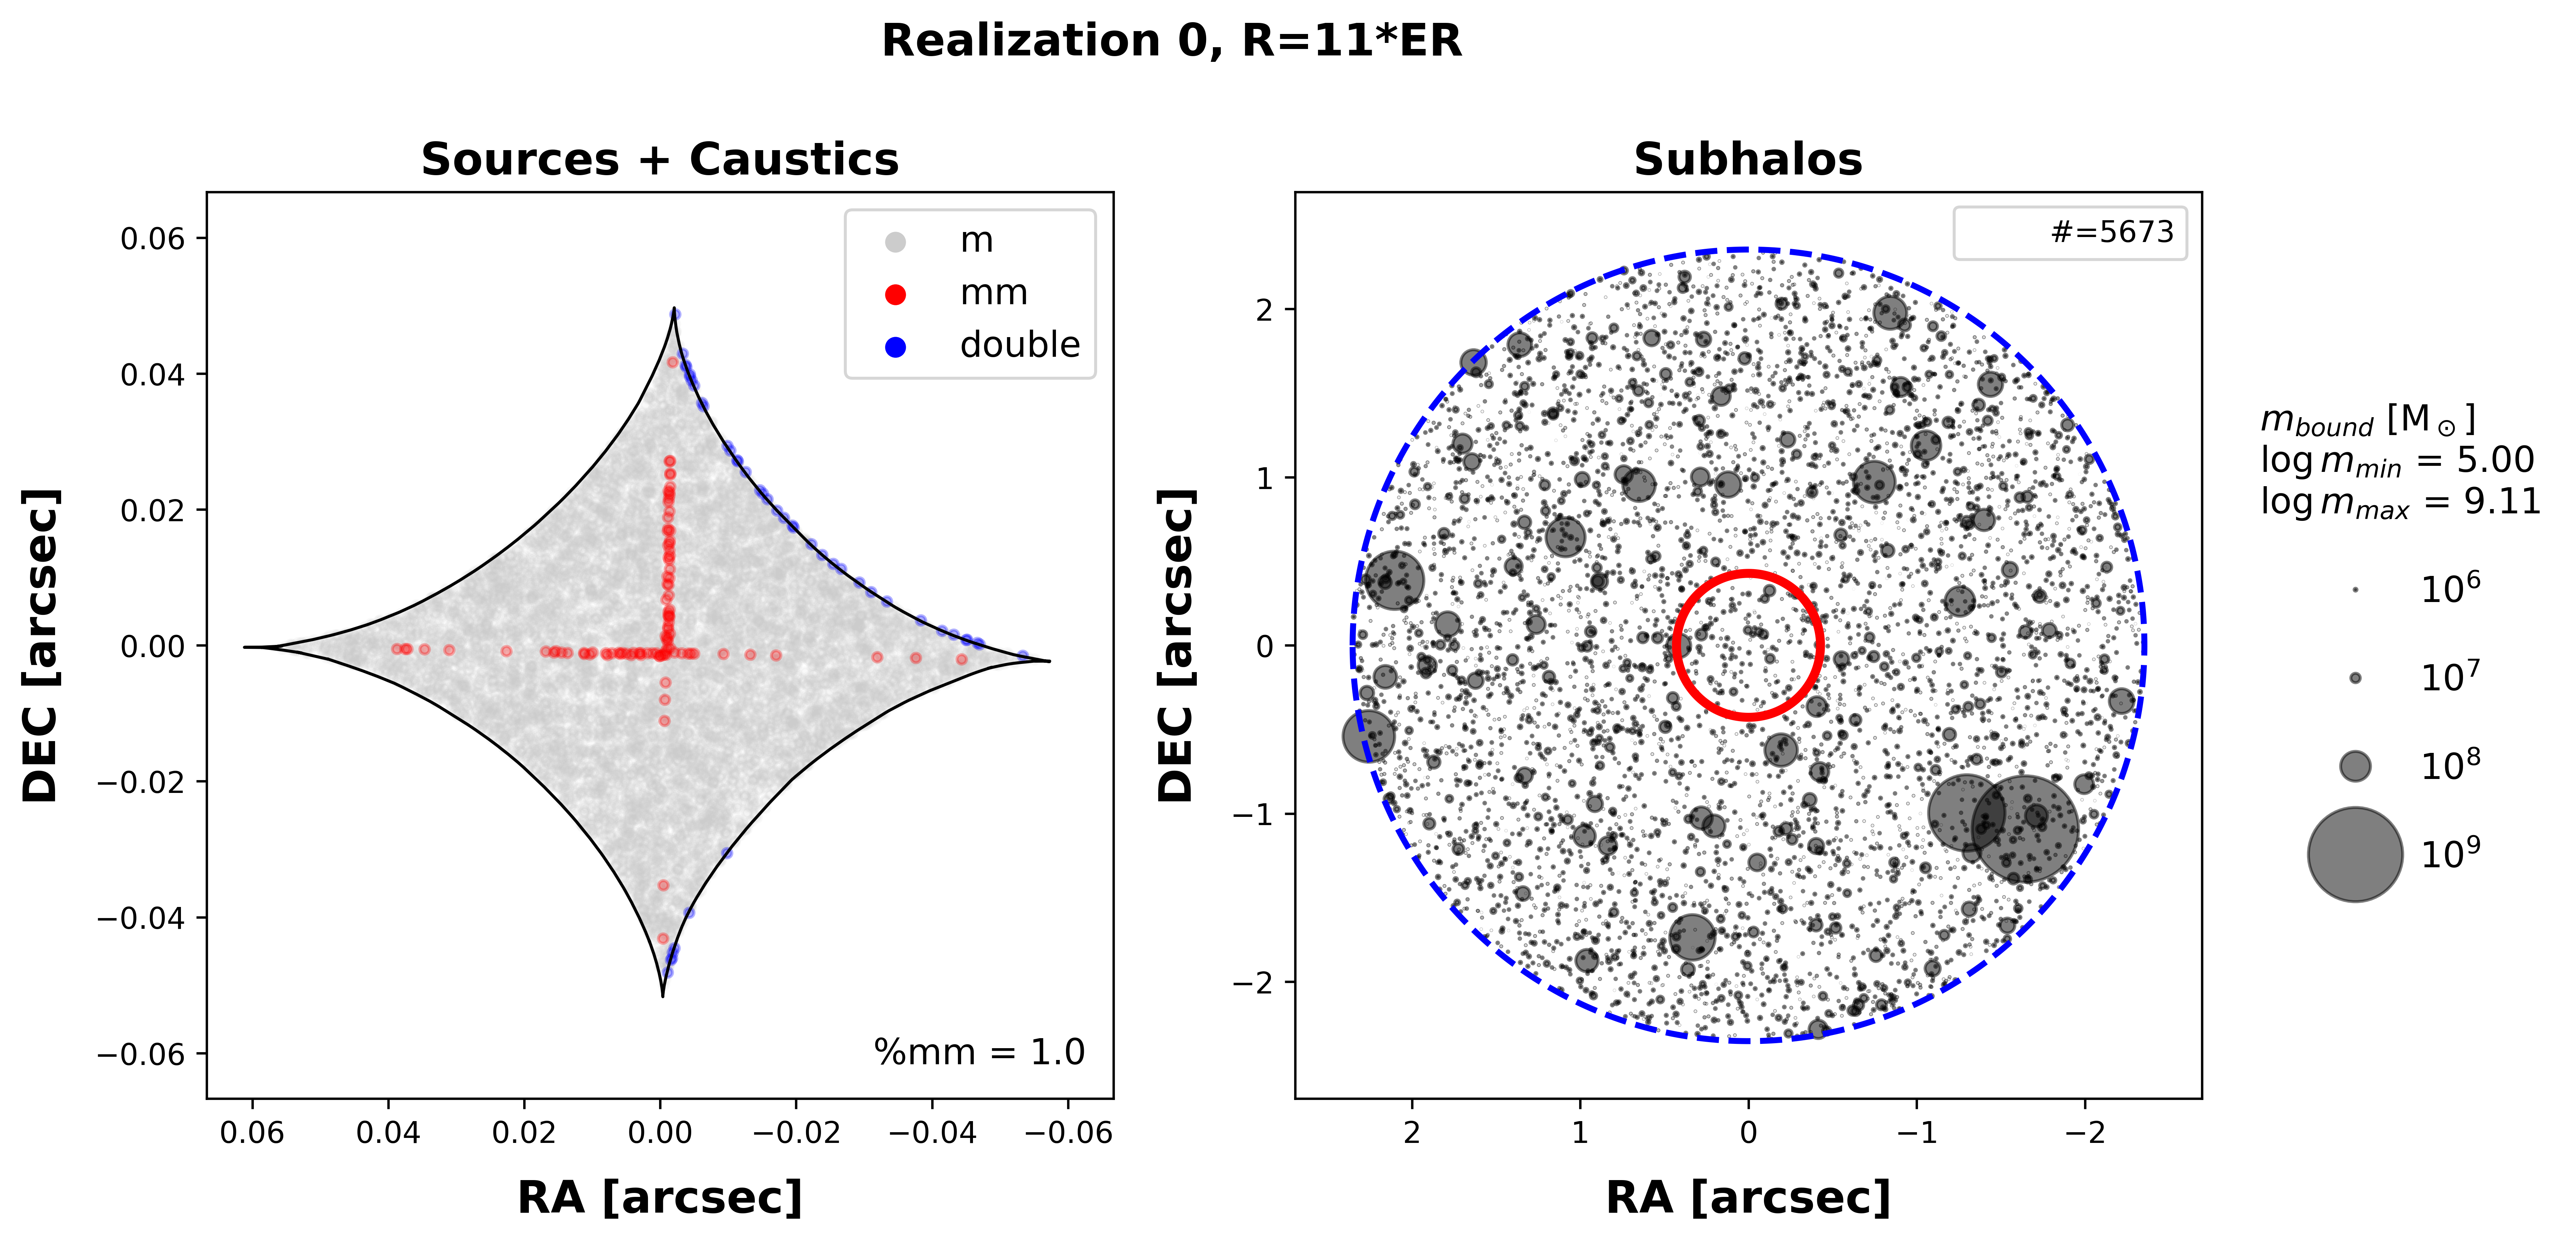 Realization 0, R=11*ER
Sources + Caustics
m
mm
double
0.06
0.04
0.02
0.00
−0.02
−0.04
−0.06
DEC [arcsec]
%mm = 1.0
0.06
0.04
0.02
0.00
−0.02
−0.04
−0.06
RA [arcsec]
Subhalos
#=5673
2
1
0
−1
−2
DEC [arcsec]
2
1
0
−1
−2
RA [arcsec]
m_bound [M_⊙]
log m_min = 5.00
log m_max = 9.11
10^6
10^7
10^8
10^9